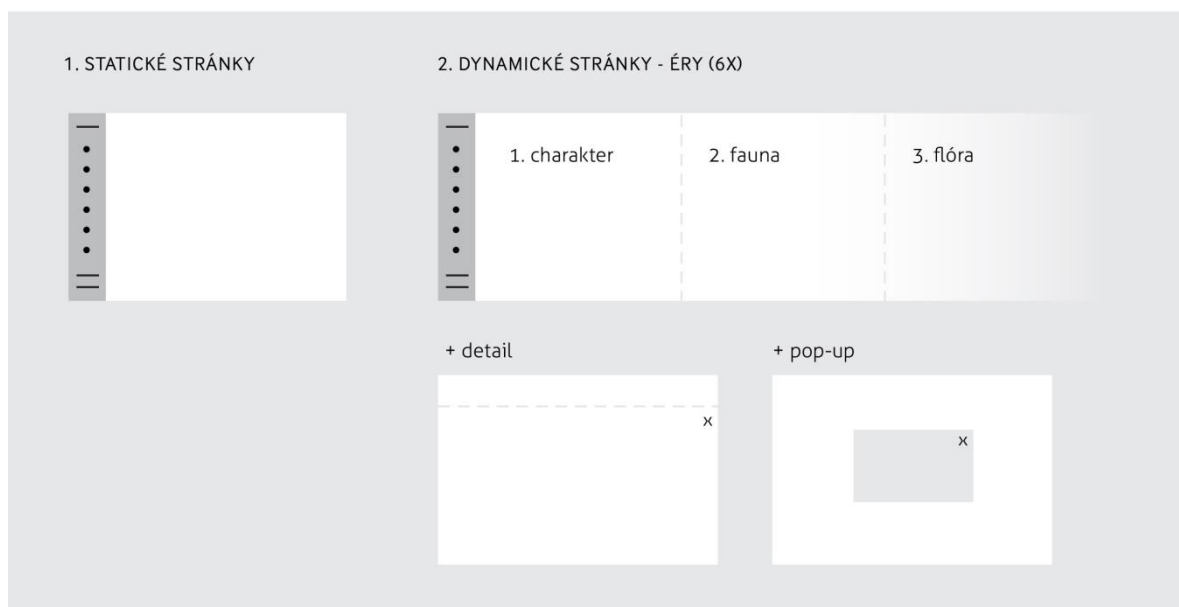 1. STATICKÉ STRÁNKY
2. DYNAMICKÉ STRÁNKY - ÉRY (6X)
1. charakter
2. fauna
3. flóra
+ detail
+ pop-up
x
x